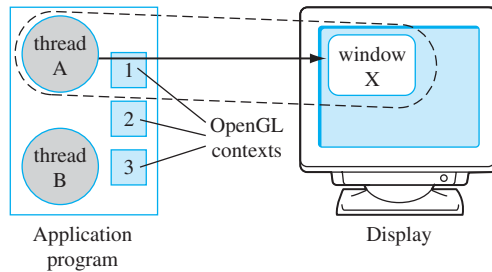 thread
A
1
2
3
thread
B
OpenGL
contexts
window
X
Application
program
Display